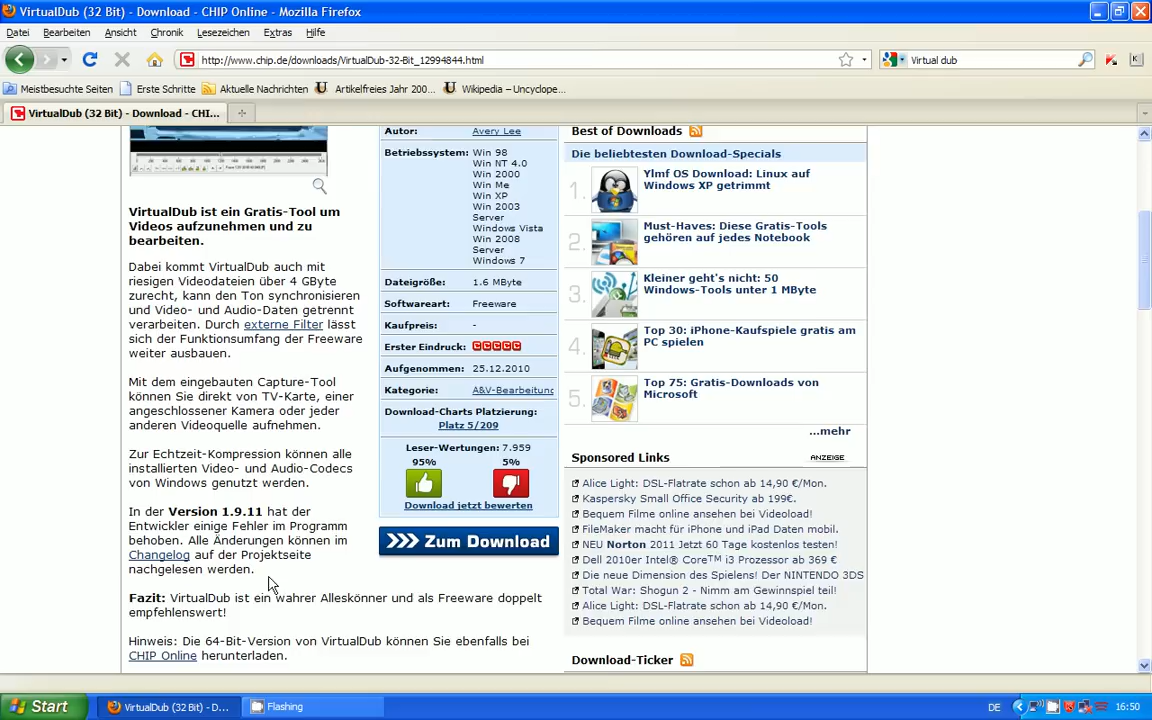 VirtualDub (32 Bit) - Download - CHIP Online - Mozilla Firefox
Datei Bearbeiten Ansicht Chronik Lesezeichen Extras Hilfe
http://www.chip.de/downloads/VirtualDub-32-Bit_12994844.html
Virtual dub
Meistbesuchte Seiten Erste Schritte Aktuelle Nachrichten Artikelfreies Jahr 200... Wikipedia – Uncyclope...
VirtualDub (32 Bit) - Download - CHI...
VirtualDub ist ein Gratis-Tool um
Videos aufzunehmen und zu
bearbeiten.
Dabei kommt VirtualDub auch mit
riesigen Videodateien über 4 GByte
zurecht, kann den Ton synchronisieren
und Video- und Audio-Daten getrennt
verarbeiten. Durch externe Filter lässt
sich der Funktionsumfang der Freeware
weiter ausbauen.
Mit dem eingebauten Capture-Tool
können Sie direkt von TV-Karte, einer
angeschlossener Kamera oder jeder
anderen Videoquelle aufnehmen.
Zur Echtzeit-Kompression können alle
installierten Video- und Audio-Codecs
von Windows genutzt werden.
In der Version 1.9.11 hat der
Entwickler einige Fehler im Programm
behoben. Alle Änderungen können im
Changelog auf der Projektseite
nachgelesen werden.
Fazit: VirtualDub ist ein wahrer Alleskönner und als Freeware doppelt
empfehlenswert!
Hinweis: Die 64-Bit-Version von VirtualDub können Sie ebenfalls bei
CHIP Online herunterladen.
Autor: Avery Lee
Betriebssystem: Win 98
Win NT 4.0
Win 2000
Win Me
Win XP
Win 2003
Server
Windows Vista
Win 2008
Server
Windows 7
Dateigröße: 1.6 MByte
Softwareart: Freeware
Kaufpreis: -
Erster Eindruck:
Aufgenommen: 25.12.2010
Kategorie: A&V-Bearbeitung
Download-Charts Platzierung:
Platz 5/209
Leser-Wertungen: 7.959
95% 5%
Download jetzt bewerten
Zum Download
Best of Downloads
Die beliebtesten Download-Specials
1. Ylmf OS Download: Linux auf
Windows XP getrimmt
2. Must-Haves: Diese Gratis-Tools
gehören auf jedes Notebook
3. Kleiner geht's nicht: 50
Windows-Tools unter 1 MByte
4. Top 30: iPhone-Kaufspiele gratis am
PC spielen
5. Top 75: Gratis-Downloads von
Microsoft
...mehr
Sponsored Links ANZEIGE
Alice Light: DSL-Flatrate schon ab 14,90 €/Mon.
Kaspersky Small Office Security ab 199€.
Bequem Filme online ansehen bei Videoload!
FileMaker macht für iPhone und iPad Daten mobil.
NEU Norton 2011 Jetzt 60 Tage kostenlos testen!
Dell 2010er Intel® Core™ i3 Prozessor ab 369 €
Die neue Dimension des Spielens! Der NINTENDO 3DS
Total War: Shogun 2 - Nimm am Gewinnspiel teil!
Alice Light: DSL-Flatrate schon ab 14,90 €/Mon.
Bequem Filme online ansehen bei Videoload!
Download-Ticker
Start VirtualDub (32 Bit) - D... Flashing DE 16:50